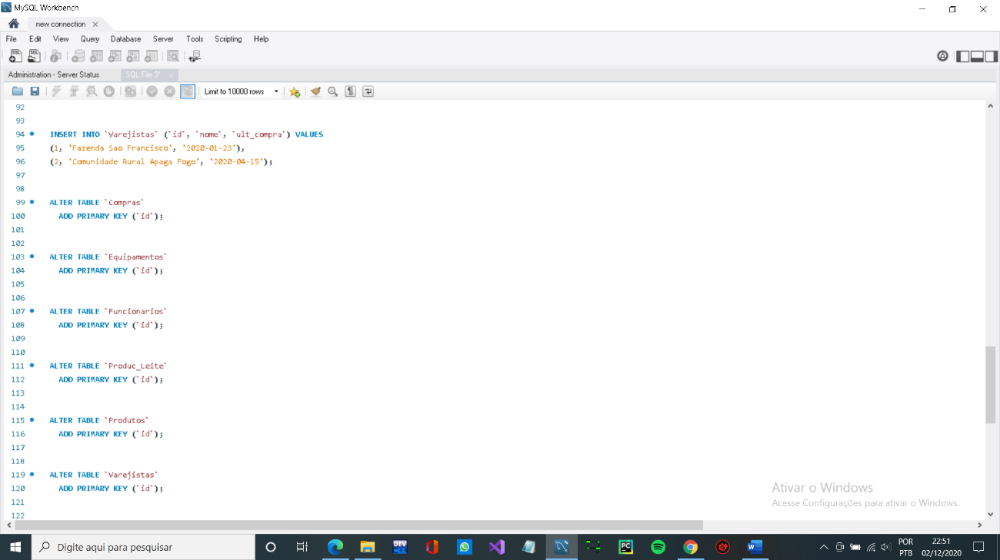 MySQL Workbench
new connection
File Edit View Query Database Server Tools Scripting Help
Administration - Server Status SQL File 3*
Limit to 10000 rows
92
93
94 INSERT INTO `Varejistas` (`id`, `nome`, `ult_compra`) VALUES
95 (1, 'Fazenda Sao Francisco', '2020-01-23'),
96 (2, 'Comunidade Rural Apaga Fogo', '2020-04-15');
97
98
99 ALTER TABLE `Compras`
100 ADD PRIMARY KEY (`id`);
101
102
103 ALTER TABLE `Equipamentos`
104 ADD PRIMARY KEY (`id`);
105
106
107 ALTER TABLE `Funcionarios`
108 ADD PRIMARY KEY (`id`);
109
110
111 ALTER TABLE `Produc_Leite`
112 ADD PRIMARY KEY (`id`);
113
114
115 ALTER TABLE `Produtos`
116 ADD PRIMARY KEY (`id`);
117
118
119 ALTER TABLE `Varejistas`
120 ADD PRIMARY KEY (`id`);
121
122
Ativar o Windows
Acesse Configurações para ativar o Windows.
Digite aqui para pesquisar
POR
PTB
22:51
02/12/2020